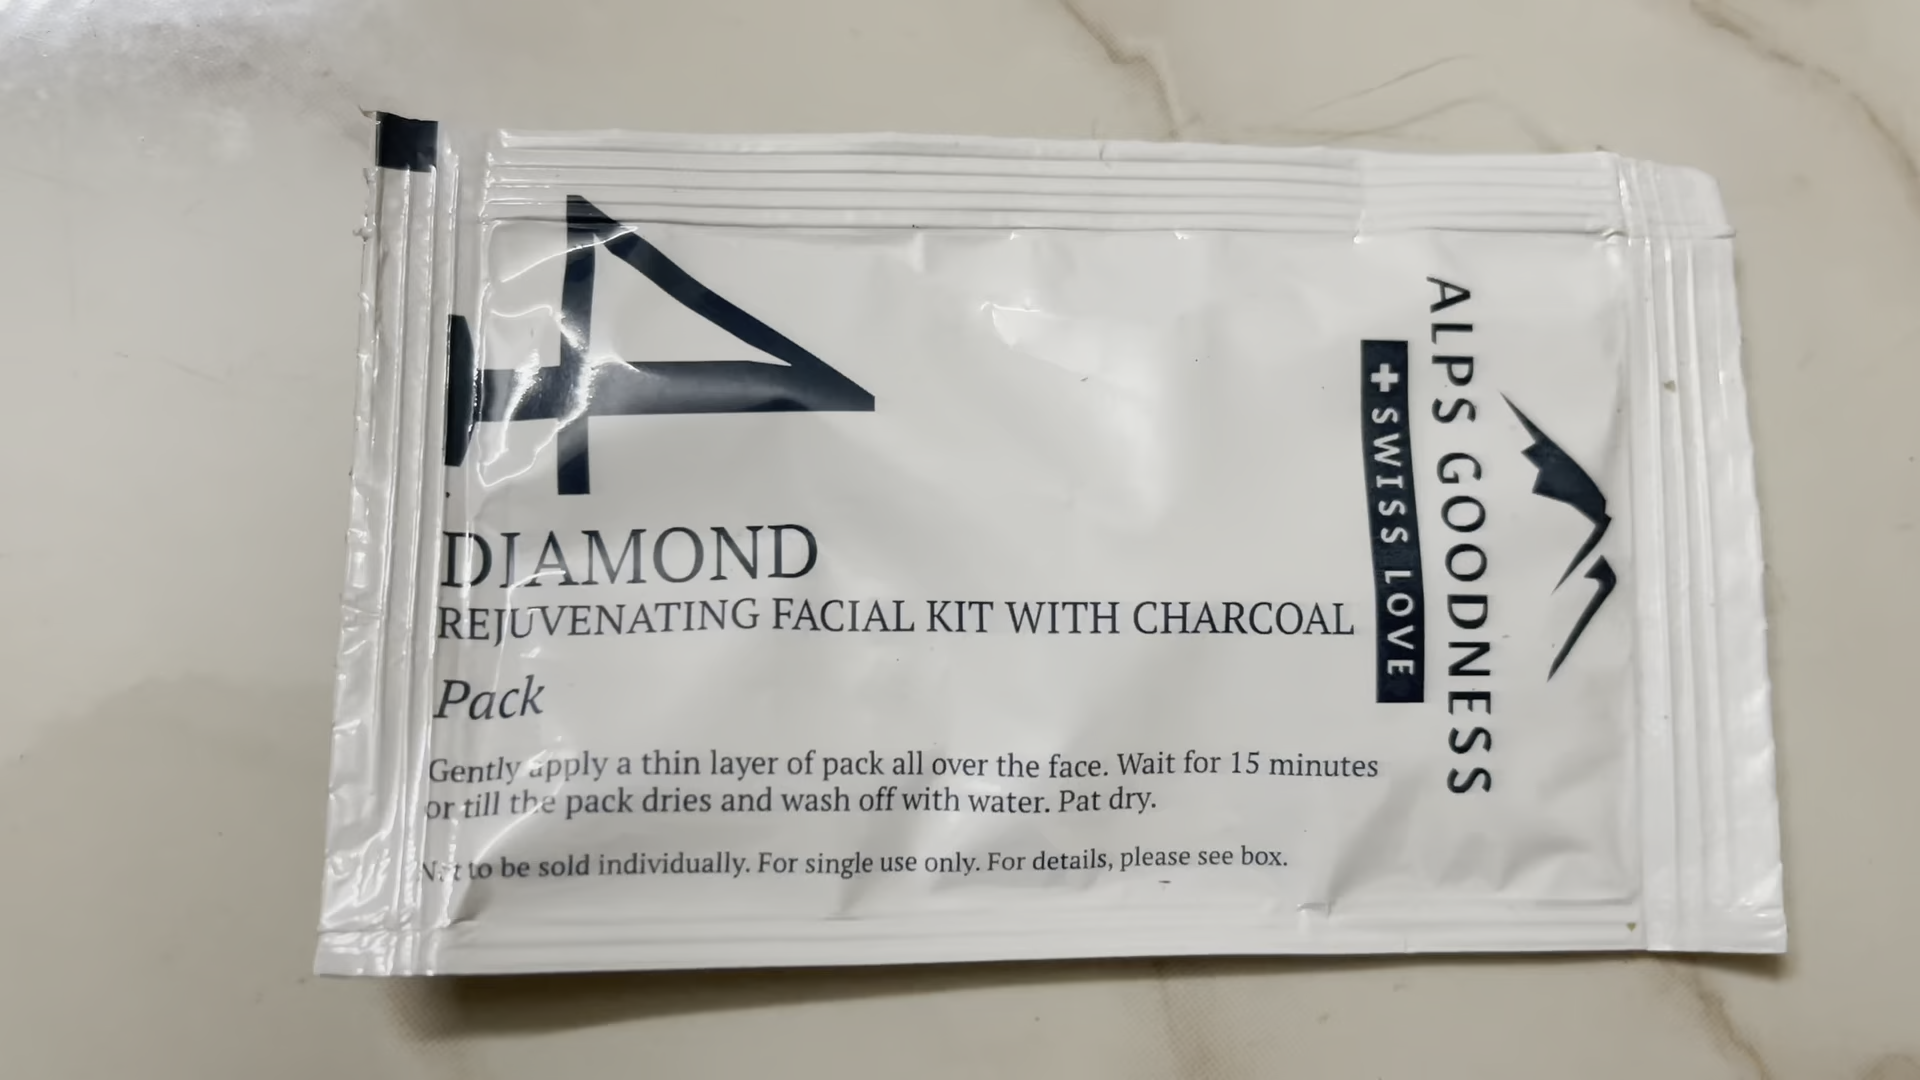 4
DIAMOND
REJUVENATING FACIAL KIT WITH CHARCOAL
Pack
Gently apply a thin layer of pack all over the face. Wait for 15 minutes
or till the pack dries and wash off with water. Pat dry.
Not to be sold individually. For single use only. For details, please see box.
ALPS GOODNESS
+ SWISS LOVE